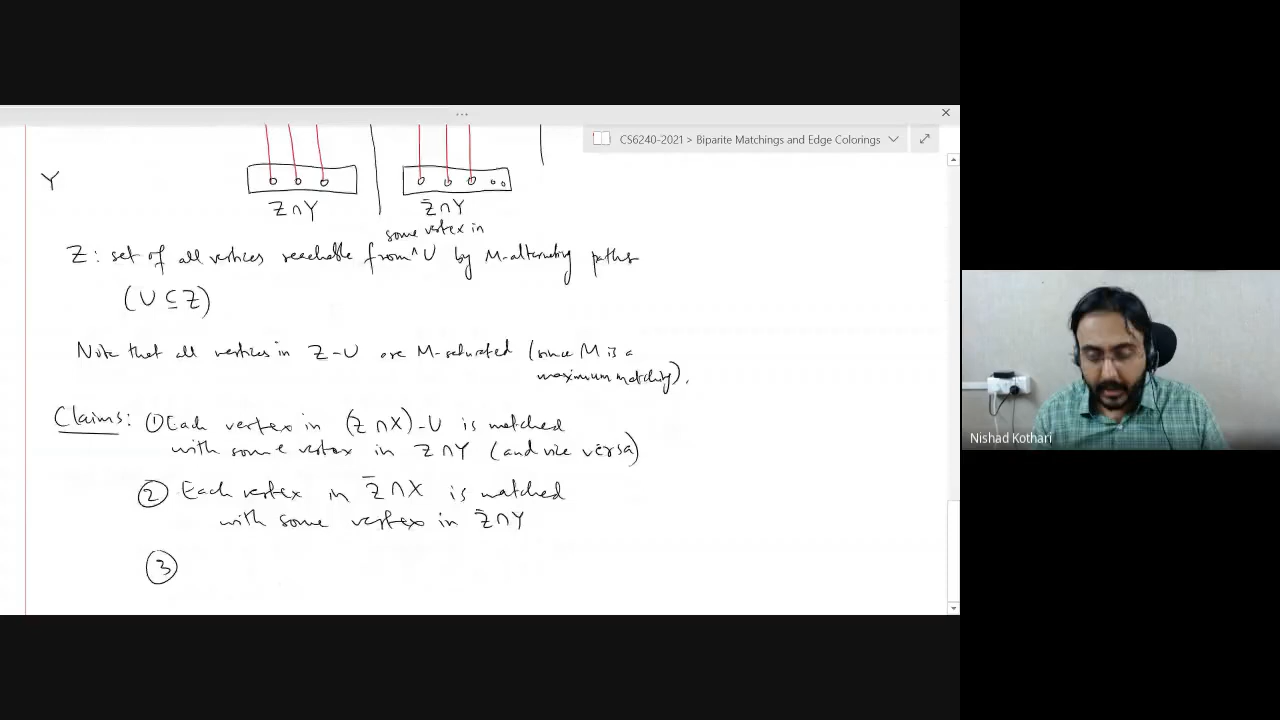 CS6240-2021 > Biparite Matchings and Edge Colorings
Y
Z∩Y
Z̄∩Y
some vertex in
Z : set of all vertices reachable from ^ U by M-alternating paths
(U ⊆ Z)
Note that all vertices in Z-U are M-saturated (since M is a
maximum matching).
Claims: ① Each vertex in (Z∩X)-U is matched
with some vertex in Z∩Y (and vice versa)
② Each vertex in Z̄∩X is matched
with some vertex in Z̄∩Y
③
Nishad Kothari